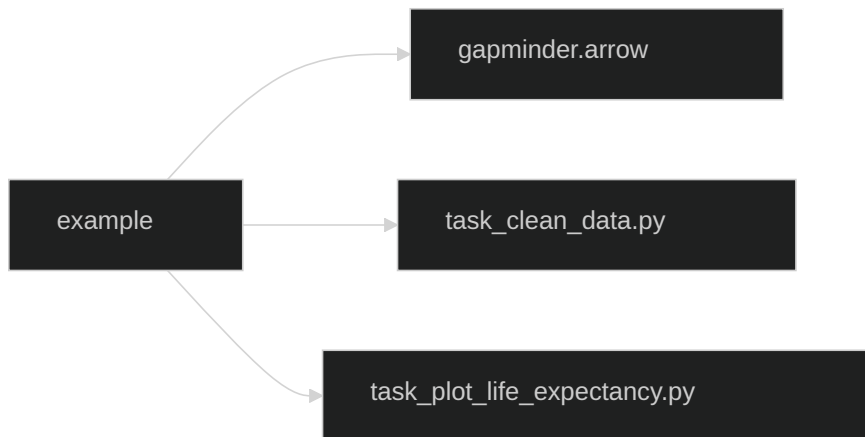 gapminder.arrow
example
task_clean_data.py
task_plot_life_expectancy.py